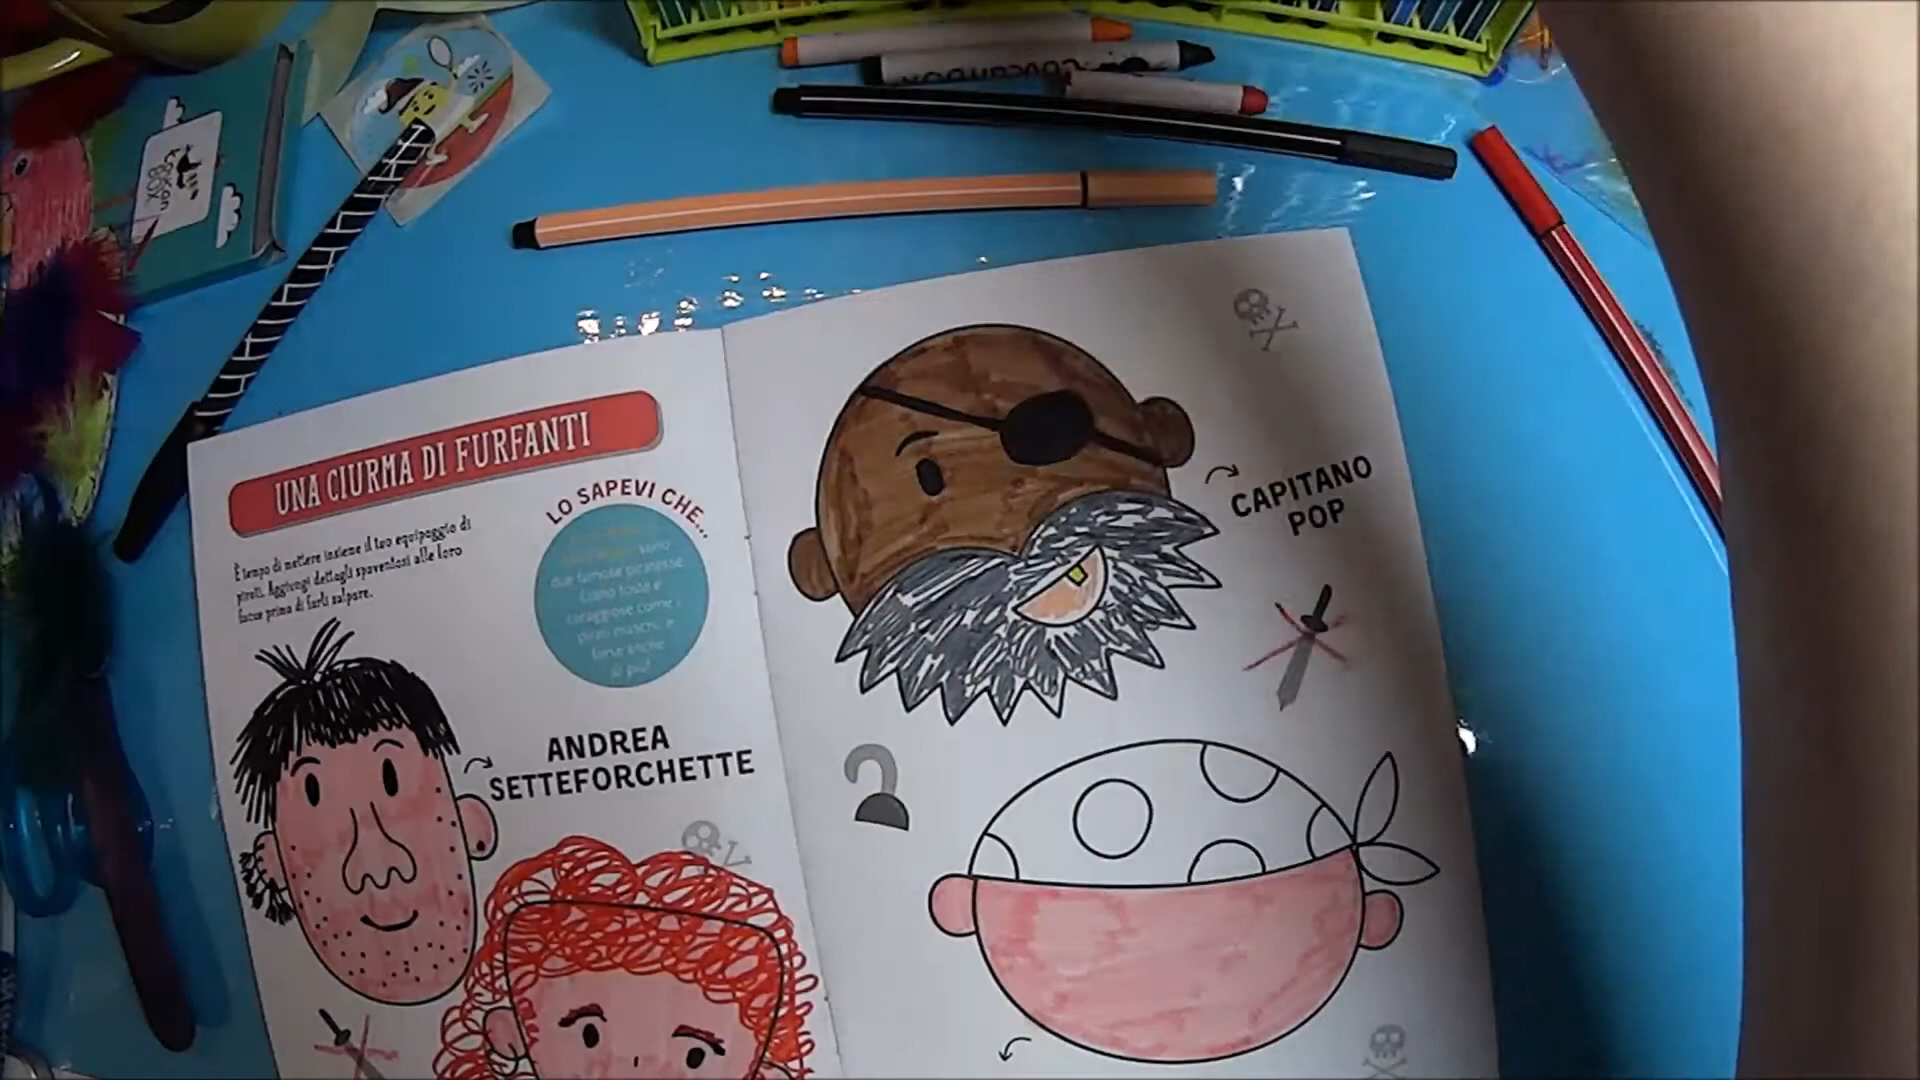 toucan
BOX
UNA CIURMA DI FURFANTI
È tempo di mettere insieme il tuo equipaggio di
pirati. Aggiungi dettagli spaventosi alle loro
facce prima di farli salpare.
LO SAPEVI CHE...
sono
due famose piratesse.
Erano toste e
coraggiose come i
pirati maschi, e
forse anche
di più!
ANDREA
SETTEFORCHETTE
CAPITANO
POP